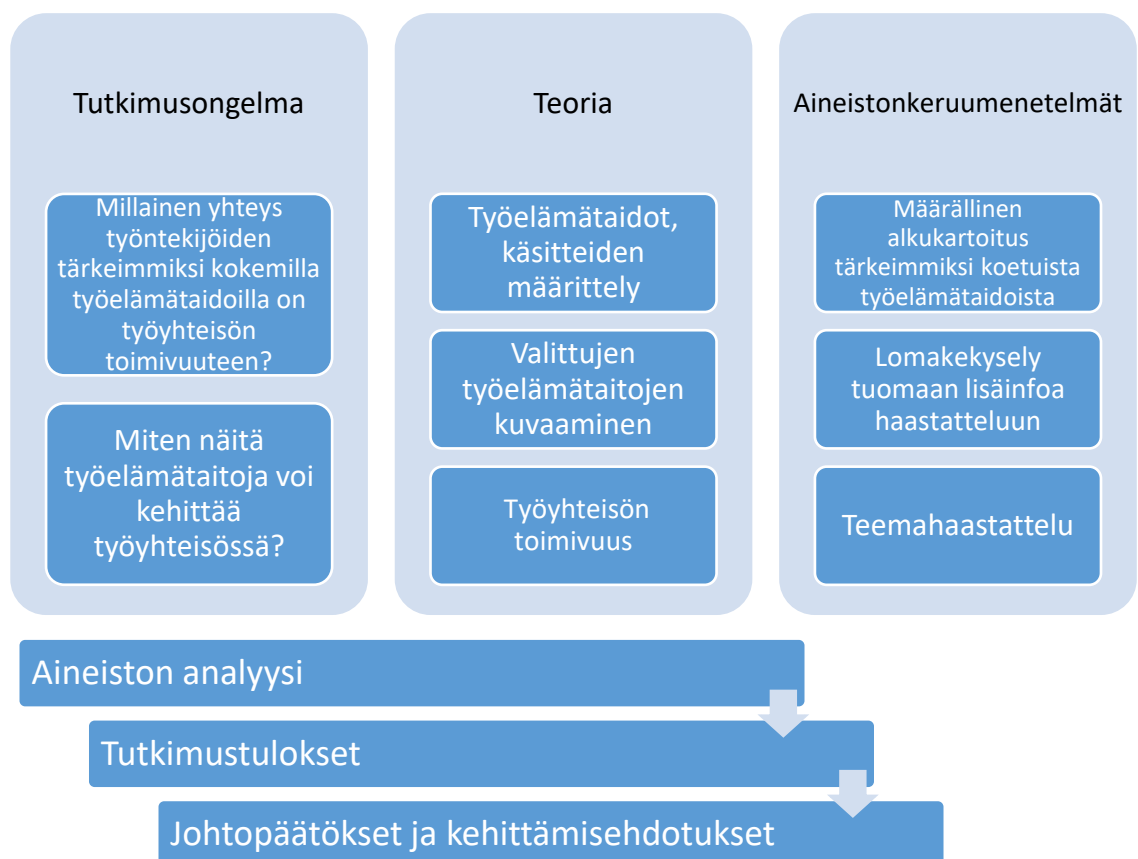 Tutkimusongelma
Millainen yhteys
työntekijöiden
tärkeimmiksi kokemilla
työelämätaidoilla on
työyhteisön
toimivuuteen?
Miten näitä
työelämätaitoja voi
kehittää
työyhteisössä?
Teoria
Työelämätaidot,
käsitteiden
määrittely
Valittujen
työelämätaitojen
kuvaaminen
Työyhteisön
toimivuus
Aineistonkeruumenetelmät
Määrällinen
alkukartoitus
tärkeimmiksi koetuista
työelämätaidoista
Lomakekysely
tuomaan lisäinfoa
haastatteluun
Teemahaastattelu
Aineiston analyysi
Tutkimustulokset
Johtopäätökset ja kehittämisehdotukset